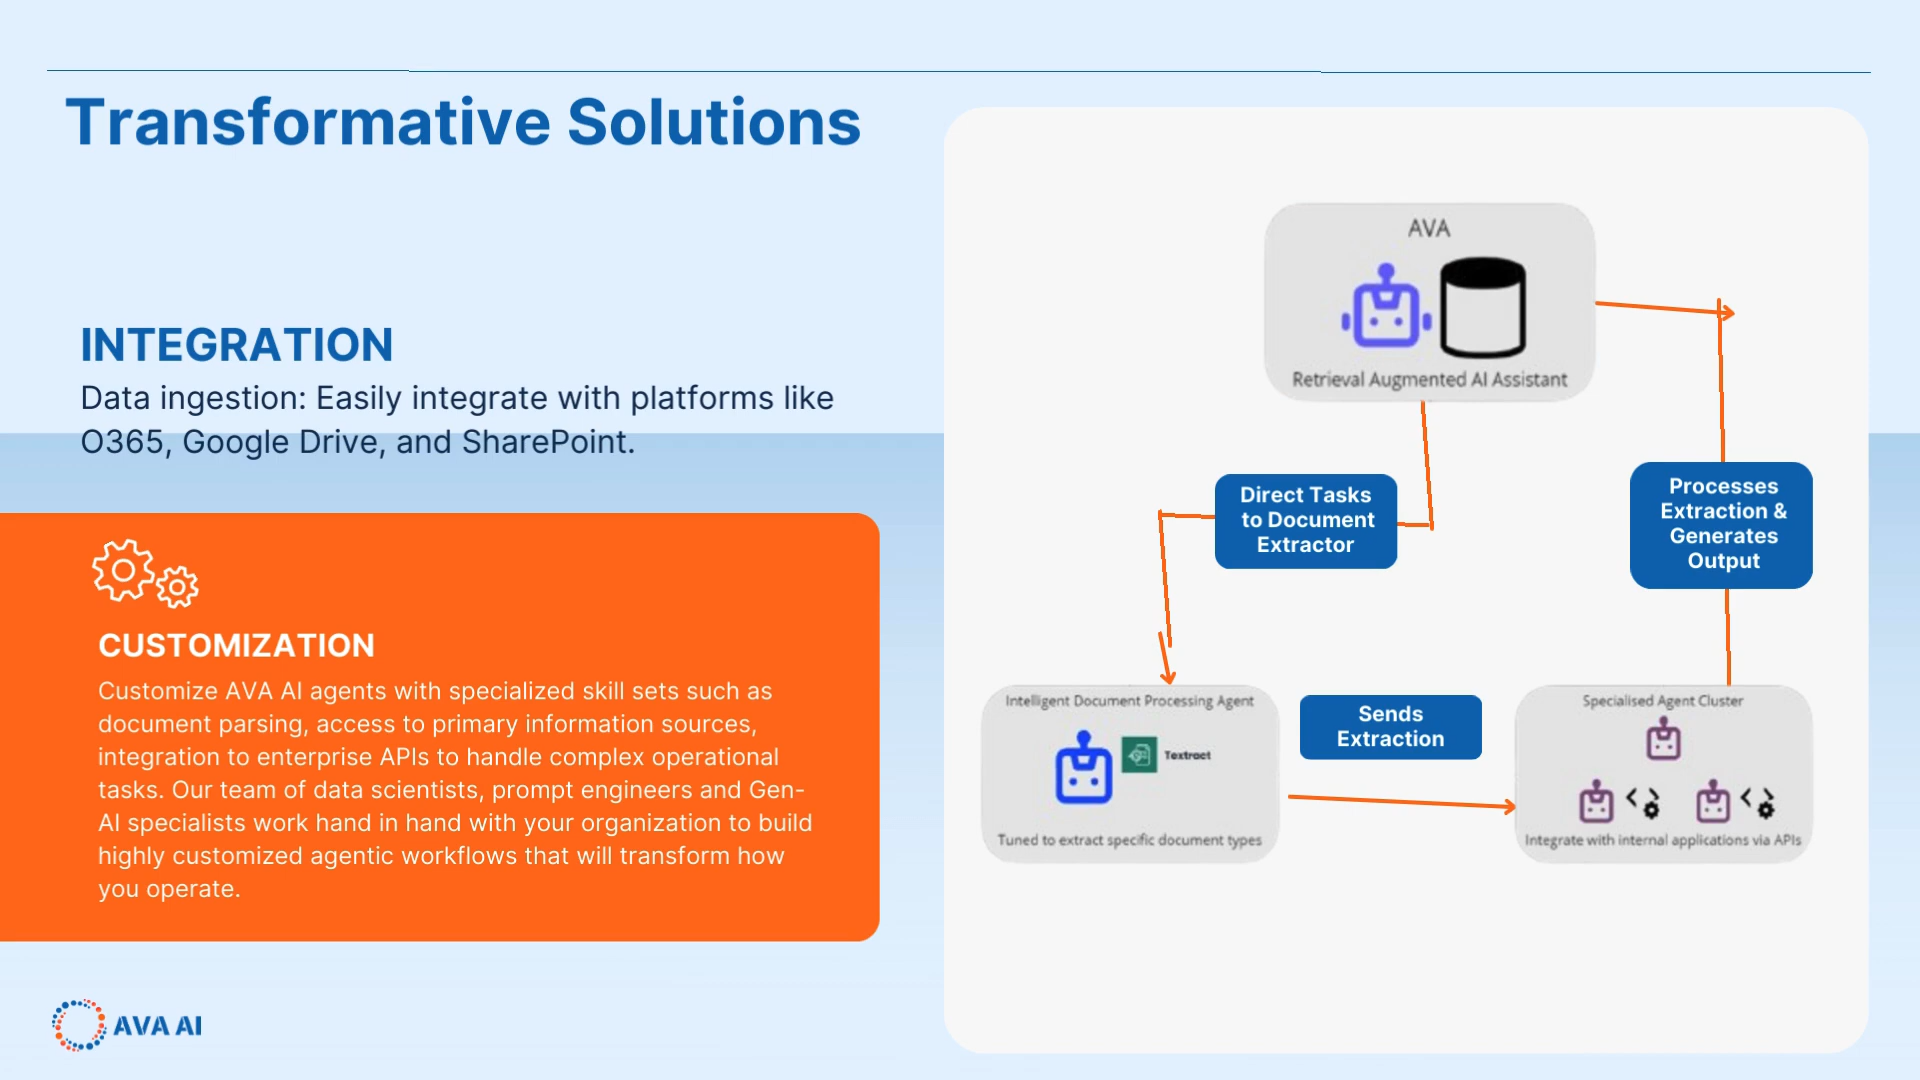 Transformative Solutions
INTEGRATION
Data ingestion: Easily integrate with platforms like
O365, Google Drive, and SharePoint.
CUSTOMIZATION
Customize AVA AI agents with specialized skill sets such as
document parsing, access to primary information sources,
integration to enterprise APIs to handle complex operational
tasks. Our team of data scientists, prompt engineers and Gen-
AI specialists work hand in hand with your organization to build
highly customized agentic workflows that will transform how
you operate.
AVA AI
AVA
Retrieval Augmented AI Assistant
Direct Tasks
to Document
Extractor
Processes
Extraction &
Generates
Output
Intelligent Document Processing Agent
Textract
Tuned to extract specific document types
Sends
Extraction
Specialised Agent Cluster
Integrate with internal applications via APIs